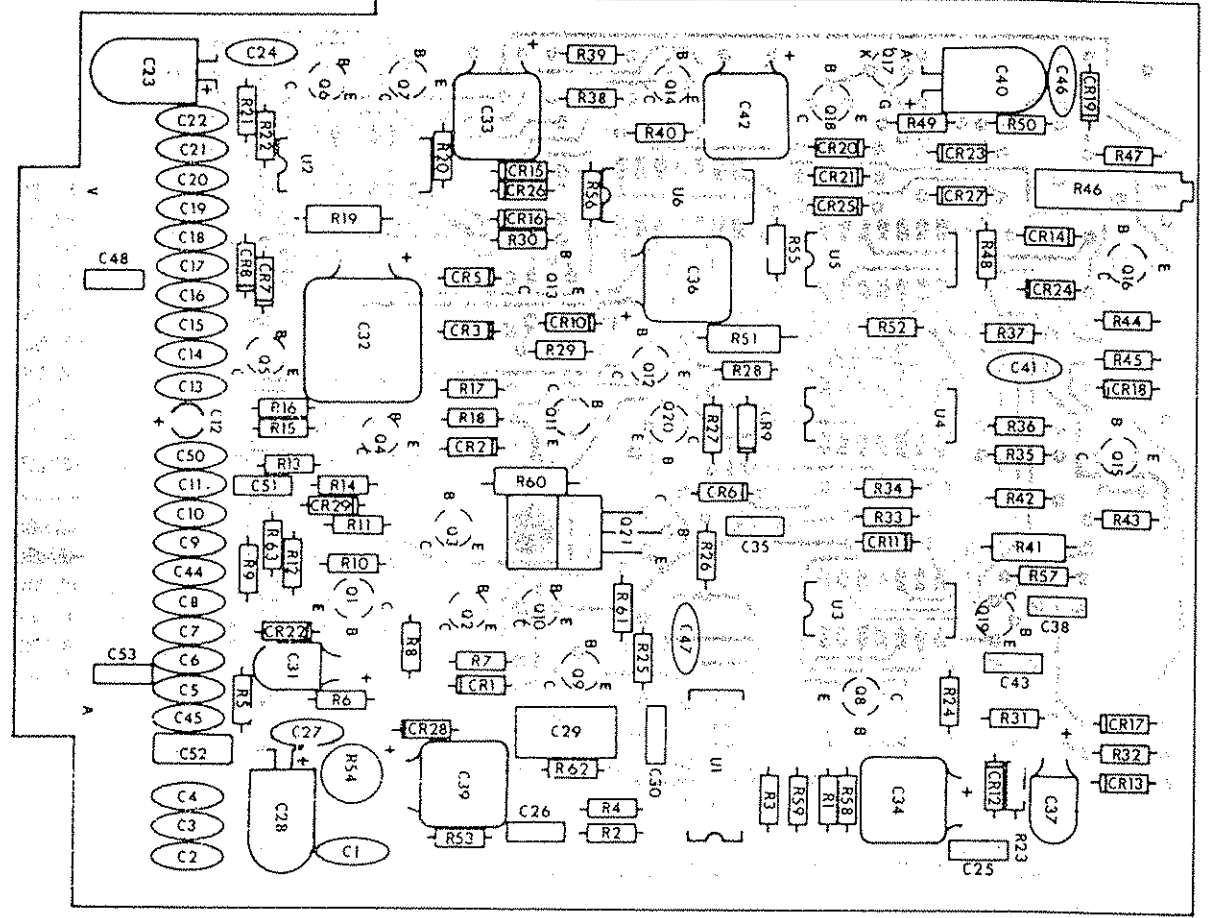 C23
+
C24
C22
C21
C20
C19
C18
C17
C16
C15
C14
C13
+
C12
C50
C11
C10
C9
C44
C8
C7
C6
C5
C45
C52
C4
C3
C2
V
A
C48
C53
R21
R22
U2
B
Q6
C
E
B
Q7
C
E
R20
+
C33
R39
R38
B
Q14
C
E
R40
+
C42
B
Q18
C
E
A
K
Q17
G
+
C40
C46
CR19
R49
R50
R47
R46
CR20
CR21
CR25
CR23
CR27
CR15
CR26
CR16
R30
R56
U6
R55
U5
R48
CR14
CR24
B
Q16
C
E
R19
CR8
CR7
+
C32
CR5
CR3
B
Q13
C
E
CR10
R29
+
C36
R51
R28
R52
R37
C41
R44
R45
CR18
B
Q5
C
E
R16
R15
B
Q4
C
E
R17
R18
CR2
C
Q11
B
E
B
Q12
C
E
C
Q20
E
B
R27
CR9
U4
R36
R35
R42
B
Q15
C
E
R43
R13
C51
R14
CR29
R11
R60
Q21
C
B
E
CR6
C35
R34
R33
CR11
R41
R57
C38
R63
R9
R12
R10
E
Q1
C
B
B
Q3
C
E
B
Q2
C
E
B
Q10
C
E
R61
R26
U3
C
Q19
B
E
C43
CR22
C31
+
R5
R6
R8
R7
CR1
B
Q9
C
E
R25
C47
E
Q8
C
B
R24
R31
CR17
R32
CR13
C27
+
C28
R54
C1
+
CR28
C39
R53
C29
R62
C26
R4
R2
C30
U1
R3
R59
R1
R58
C34
+
CR12
R23
C25
+
C37